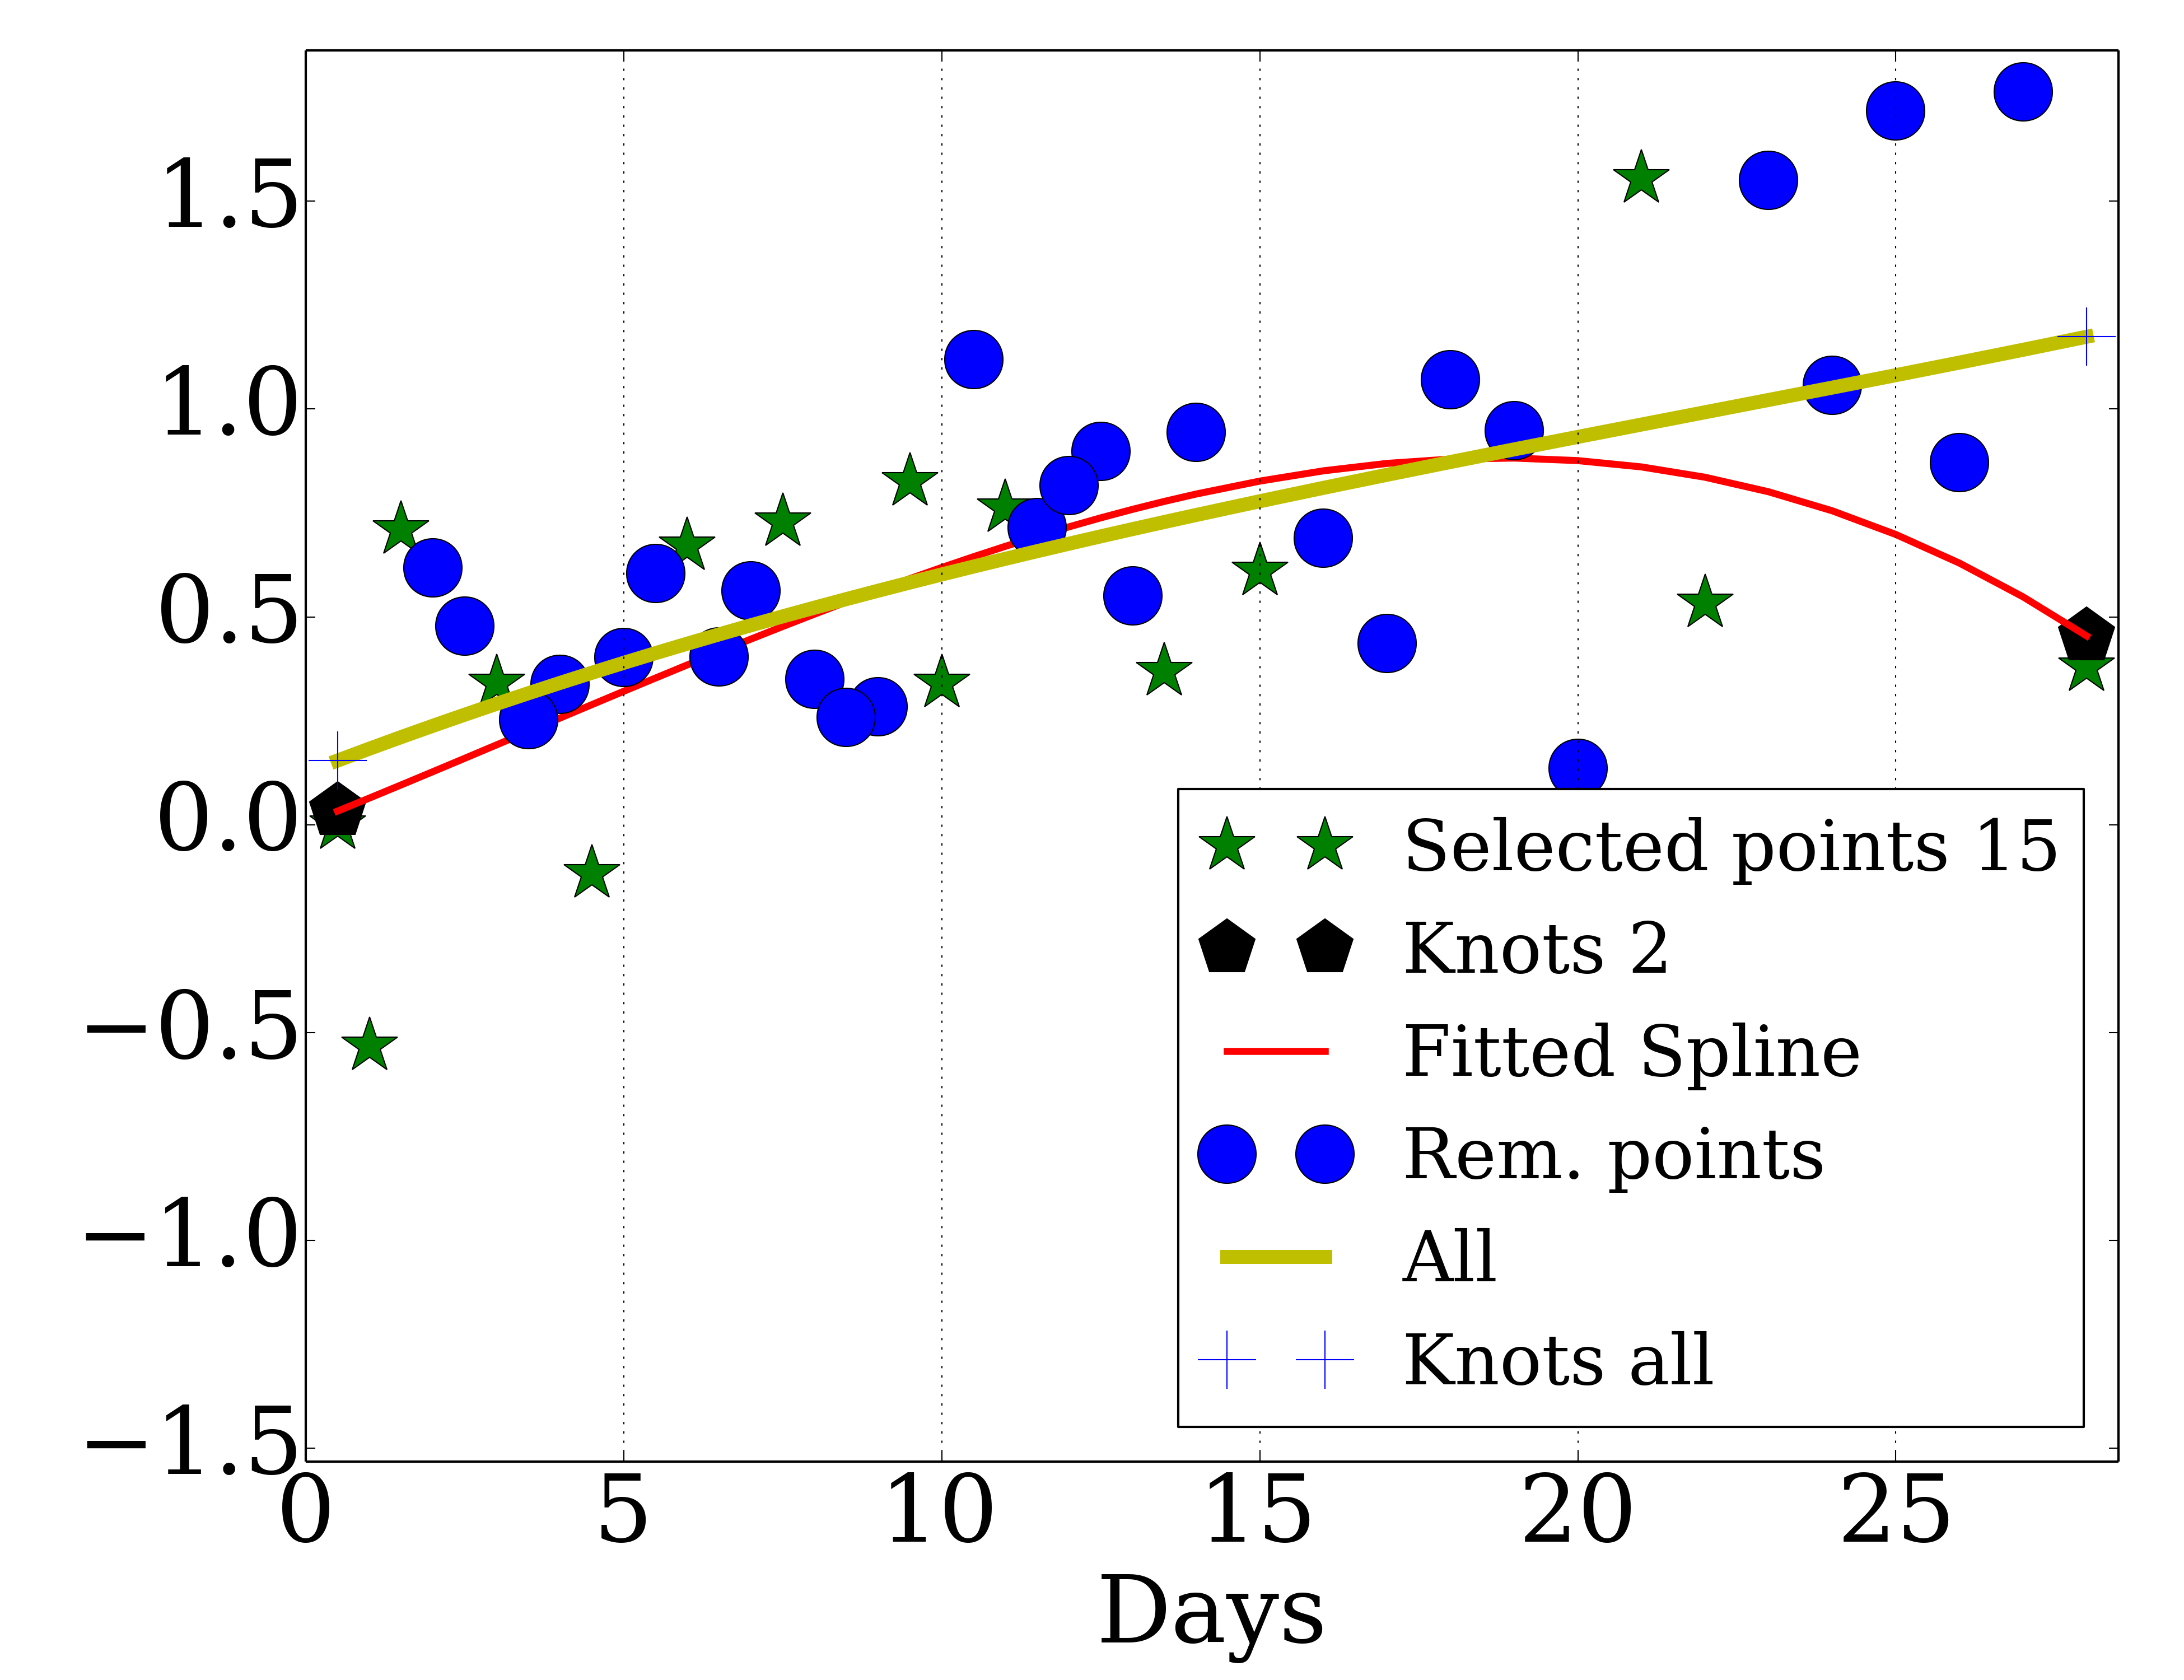 1.5
1.0
0.5
0.0
−0.5
−1.0
−1.5
0 5 10 15 20 25
Days
Selected points 15
Knots 2
Fitted Spline
Rem. points
All
Knots all